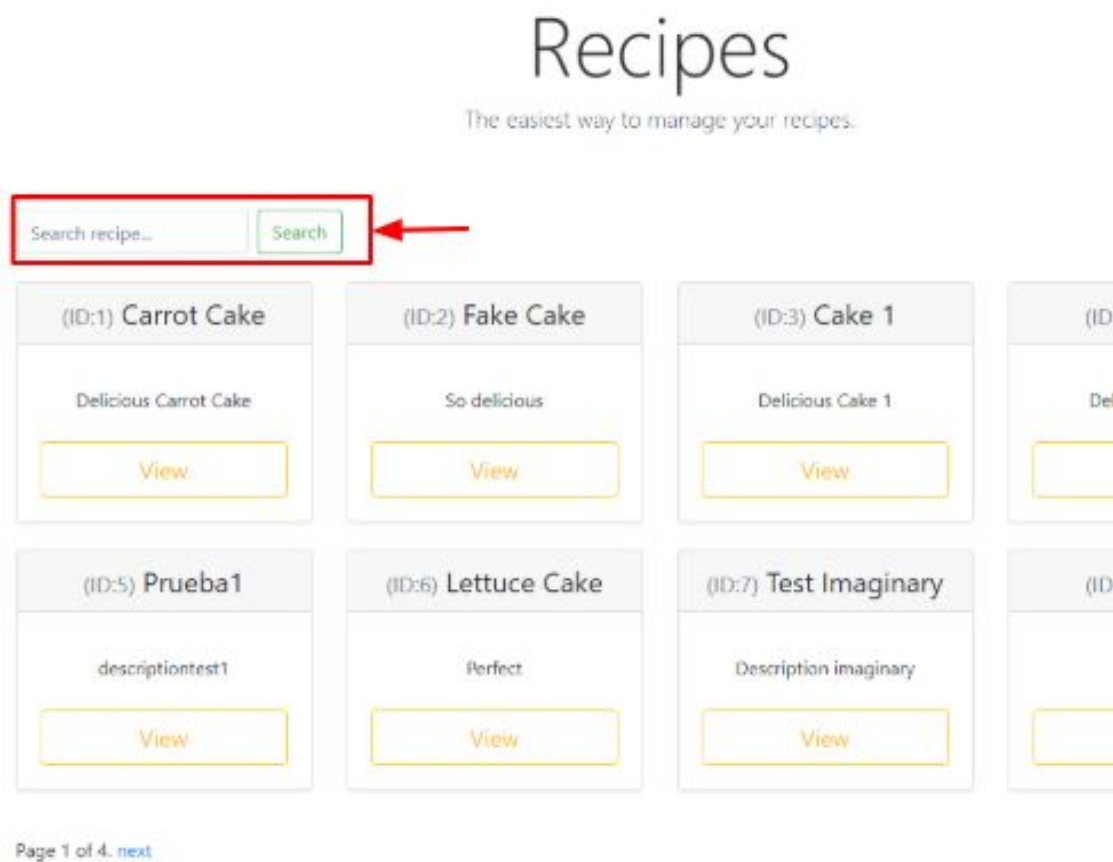 Recipes
The easiest way to manage your recipes.
Search recipe... Search
(ID:1) Carrot Cake (ID:2) Fake Cake (ID:3) Cake 1 (ID
Delicious Carrot Cake So delicious Delicious Cake 1 Del
View View View
(ID:5) Prueba1 (ID:6) Lettuce Cake (ID:7) Test Imaginary (ID
descriptiontest1 Perfect Description imaginary
View View View
Page 1 of 4. next